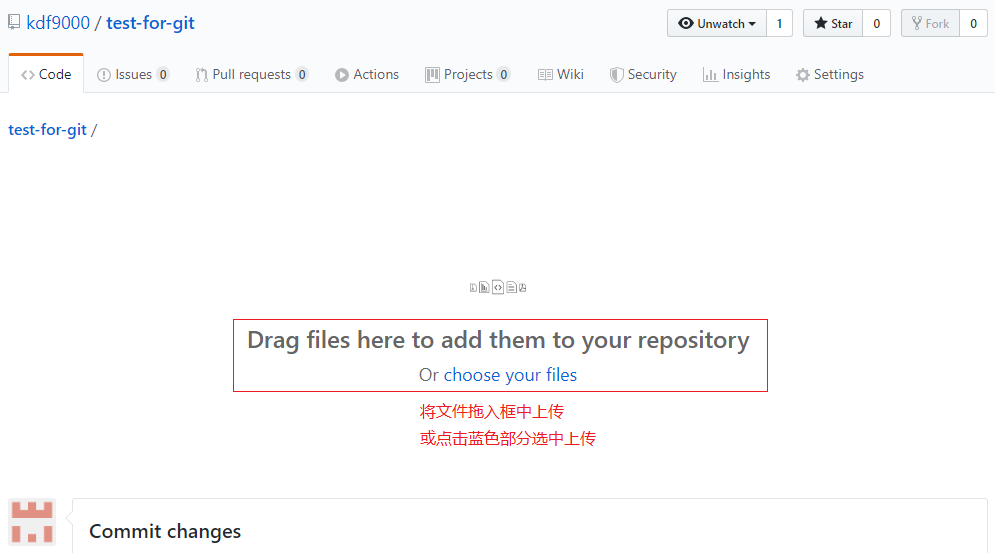 kdf9000 / test-for-git
Unwatch 1 Star 0 Fork 0
Code Issues 0 Pull requests 0 Actions Projects 0 Wiki Security Insights Settings
test-for-git /
Drag files here to add them to your repository
Or choose your files
将文件拖入框中上传
或点击蓝色部分选中上传
Commit changes